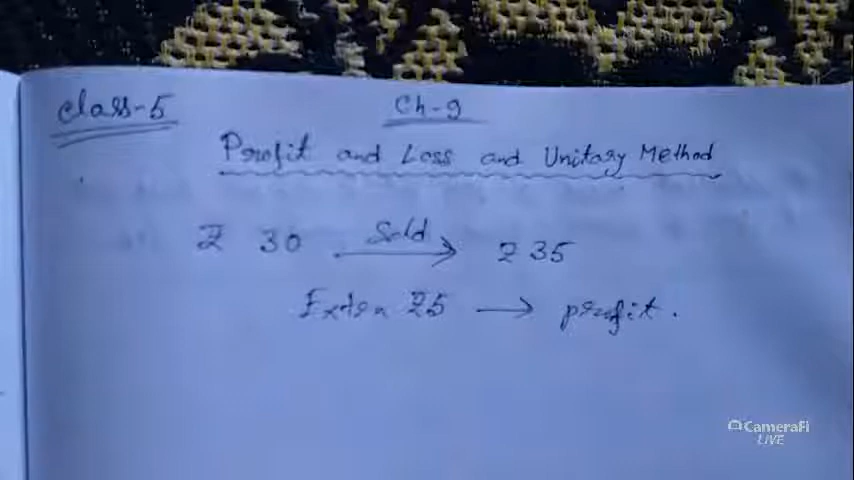 Class-5
Ch-9
Profit and Loss and Unitary Method
₹ 30 Sold → ₹ 35
Extra ₹5 → profit.
CameraFi
LIVE